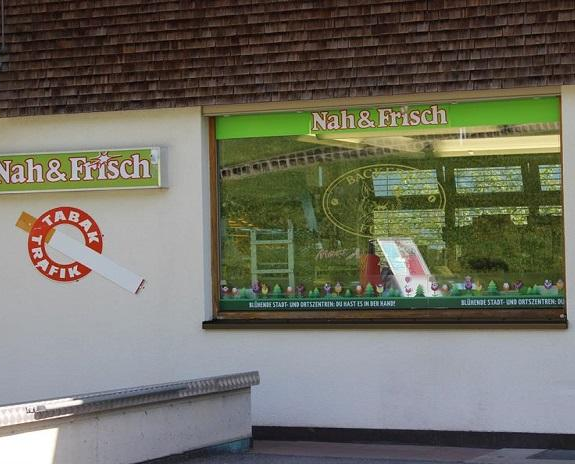 Nah & Frisch
Nah & Frisch
TABAK
TRAFIK
BLÜHENDE STADT- UND ORTSZENTREN: DU HAST ES IN DER HAND!
BLÜHENDE STADT- UND ORTSZENTREN: DU